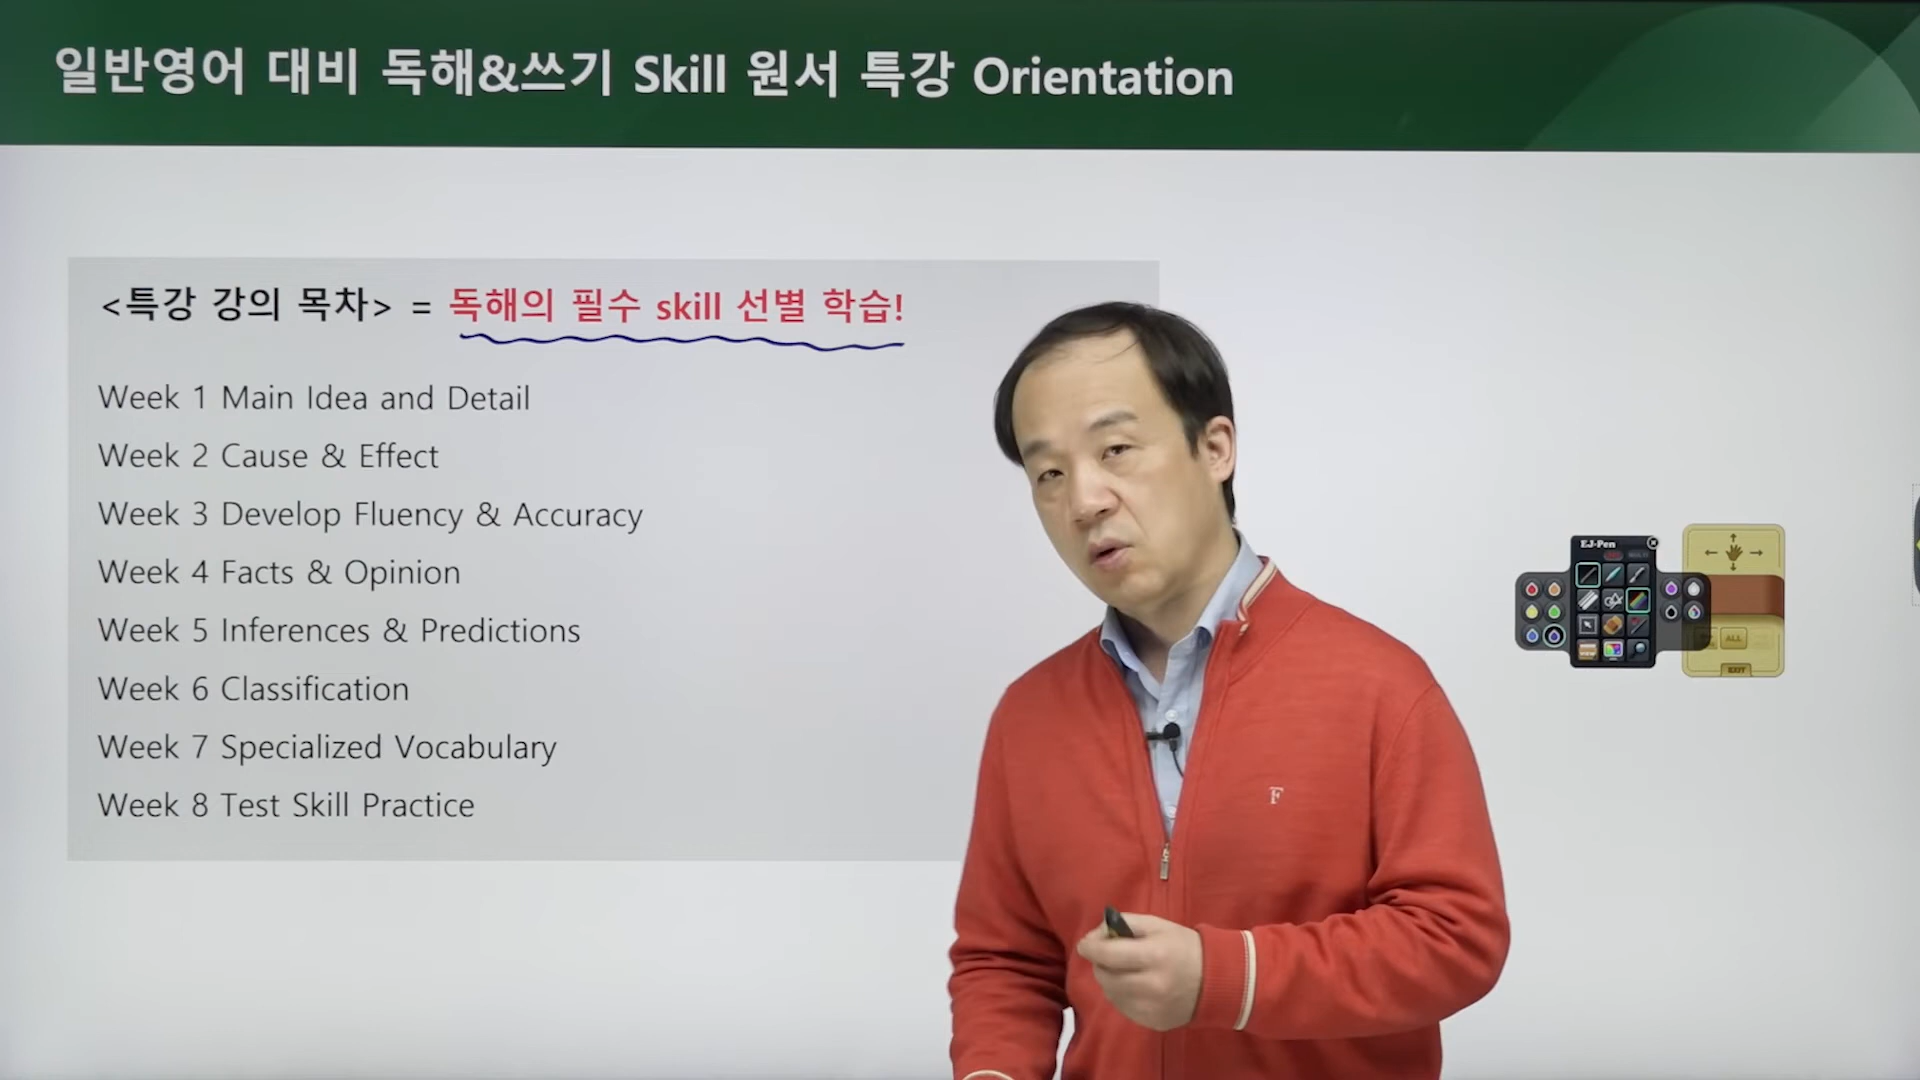 일반영어 대비 독해&쓰기 Skill 원서 특강 Orientation
<특강 강의 목차> = 독해의 필수 skill 선별 학습!
Week 1 Main Idea and Detail
Week 2 Cause & Effect
Week 3 Develop Fluency & Accuracy
Week 4 Facts & Opinion
Week 5 Inferences & Predictions
Week 6 Classification
Week 7 Specialized Vocabulary
Week 8 Test Skill Practice
EJ-Pen
ALL
EXIT
F